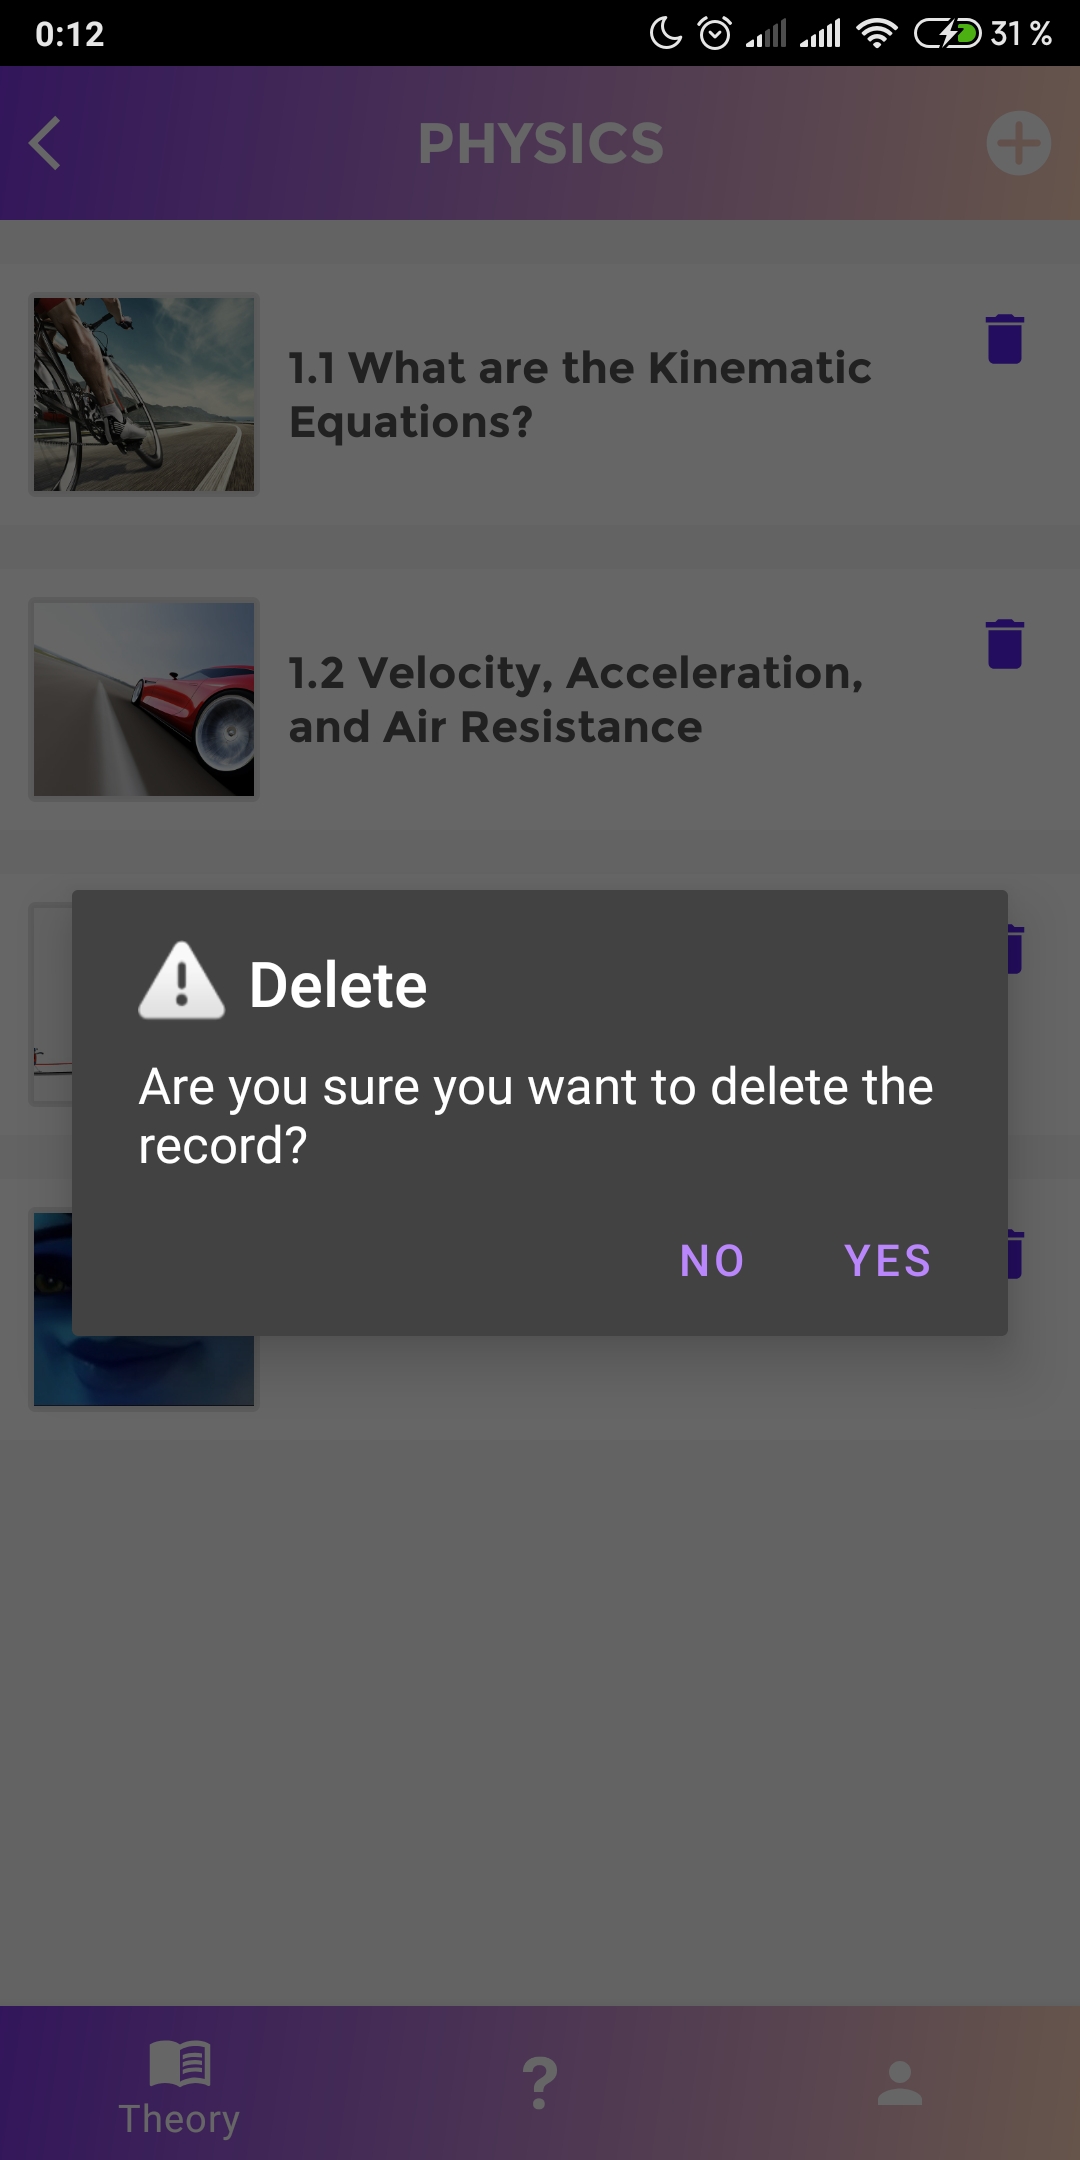 0:12
31 %
PHYSICS
1.1 What are the Kinematic
Equations?
1.2 Velocity, Acceleration,
and Air Resistance
Delete
Are you sure you want to delete the
record?
NO YES
?
Theory